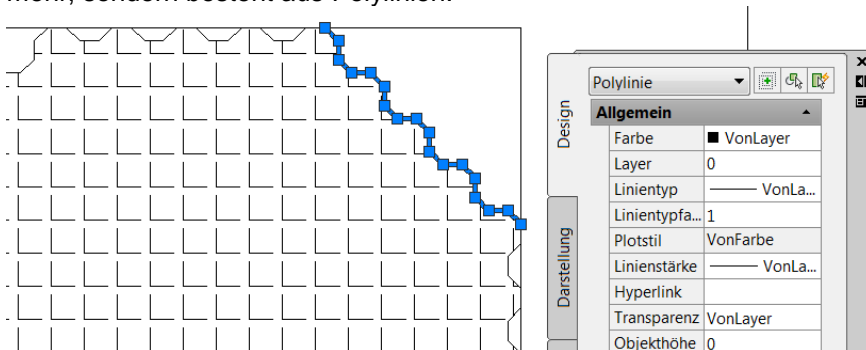 mehr, sondern besteht aus Polylinien.
Polylinie
Design
Allgemein
Farbe VonLayer
Layer 0
Linientyp VonLa...
Linientypfa... 1
Plotstil VonFarbe
Darstellung
Linienstärke VonLa...
Hyperlink
Transparenz VonLayer
Objekthöhe 0